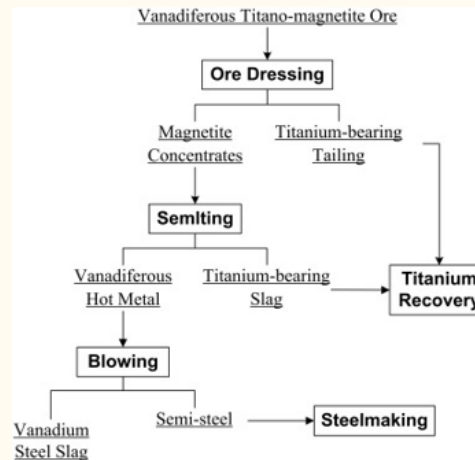 Vanadiferous Titano-magnetite Ore
Ore Dressing
Magnetite
Concentrates
Titanium-bearing
Tailing
Semlting
Vanadiferous
Hot Metal
Titanium-bearing
Slag
Titanium
Recovery
Blowing
Vanadium
Steel Slag
Semi-steel
Steelmaking